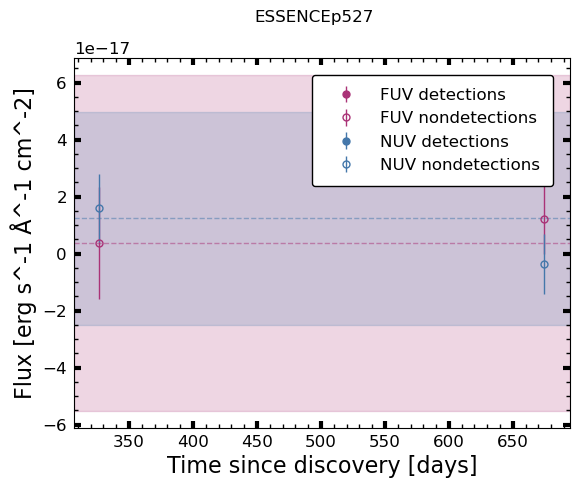 ESSENCEp527
1e−17
Flux [erg s^-1 Å^-1 cm^-2]
6
4
2
0
−2
−4
−6
FUV detections
FUV nondetections
NUV detections
NUV nondetections
350 400 450 500 550 600 650
Time since discovery [days]